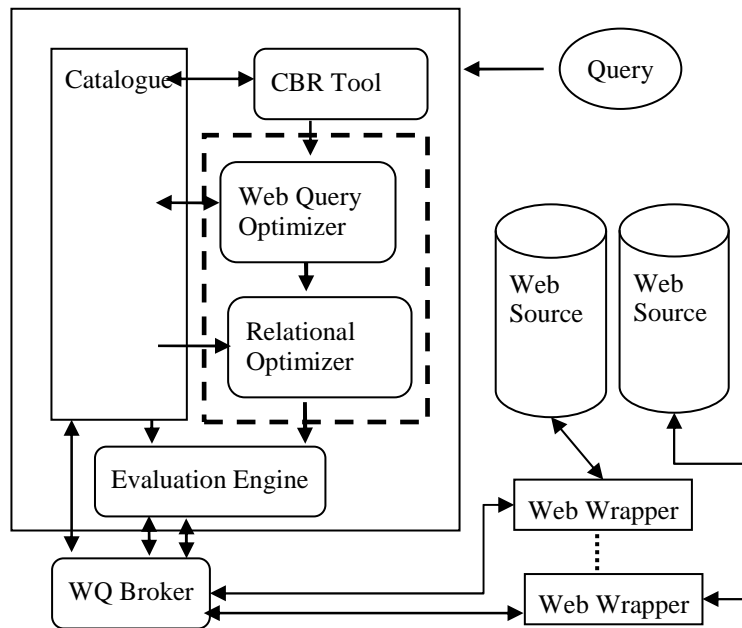 Catalogue
CBR Tool
Query
Web Query
Optimizer
Web
Source
Web
Source
Relational
Optimizer
Evaluation Engine
Web Wrapper
WQ Broker
Web Wrapper